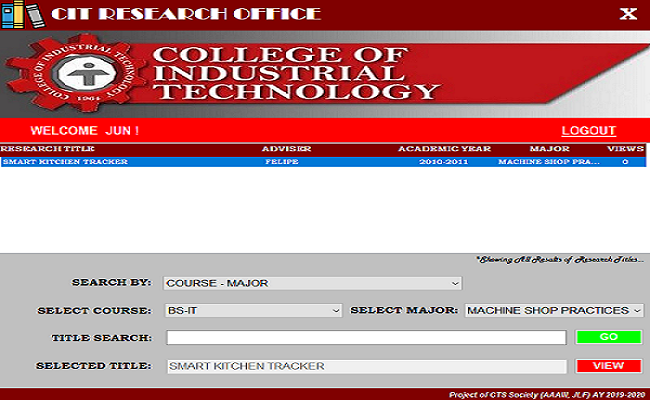 CIT RESEARCH OFFICE X
COLLEGE OF INDUSTRIAL TECHNOLOGY
1964
COLLEGE OF
INDUSTRIAL
TECHNOLOGY
WELCOME JUN ! LOGOUT
RESEARCH TITLE ADVISER ACADEMIC YEAR MAJOR VIEWS
SMART KITCHEN TRACKER FELIPE 2010-2011 MACHINE SHOP PRA... 0
*Showing All Results of Research Titles...
SEARCH BY: COURSE - MAJOR
SELECT COURSE: BS-IT SELECT MAJOR: MACHINE SHOP PRACTICES
TITLE SEARCH: GO
SELECTED TITLE: SMART KITCHEN TRACKER VIEW
Project of CTS Society (AAAIII, JLF) AY 2019-2020